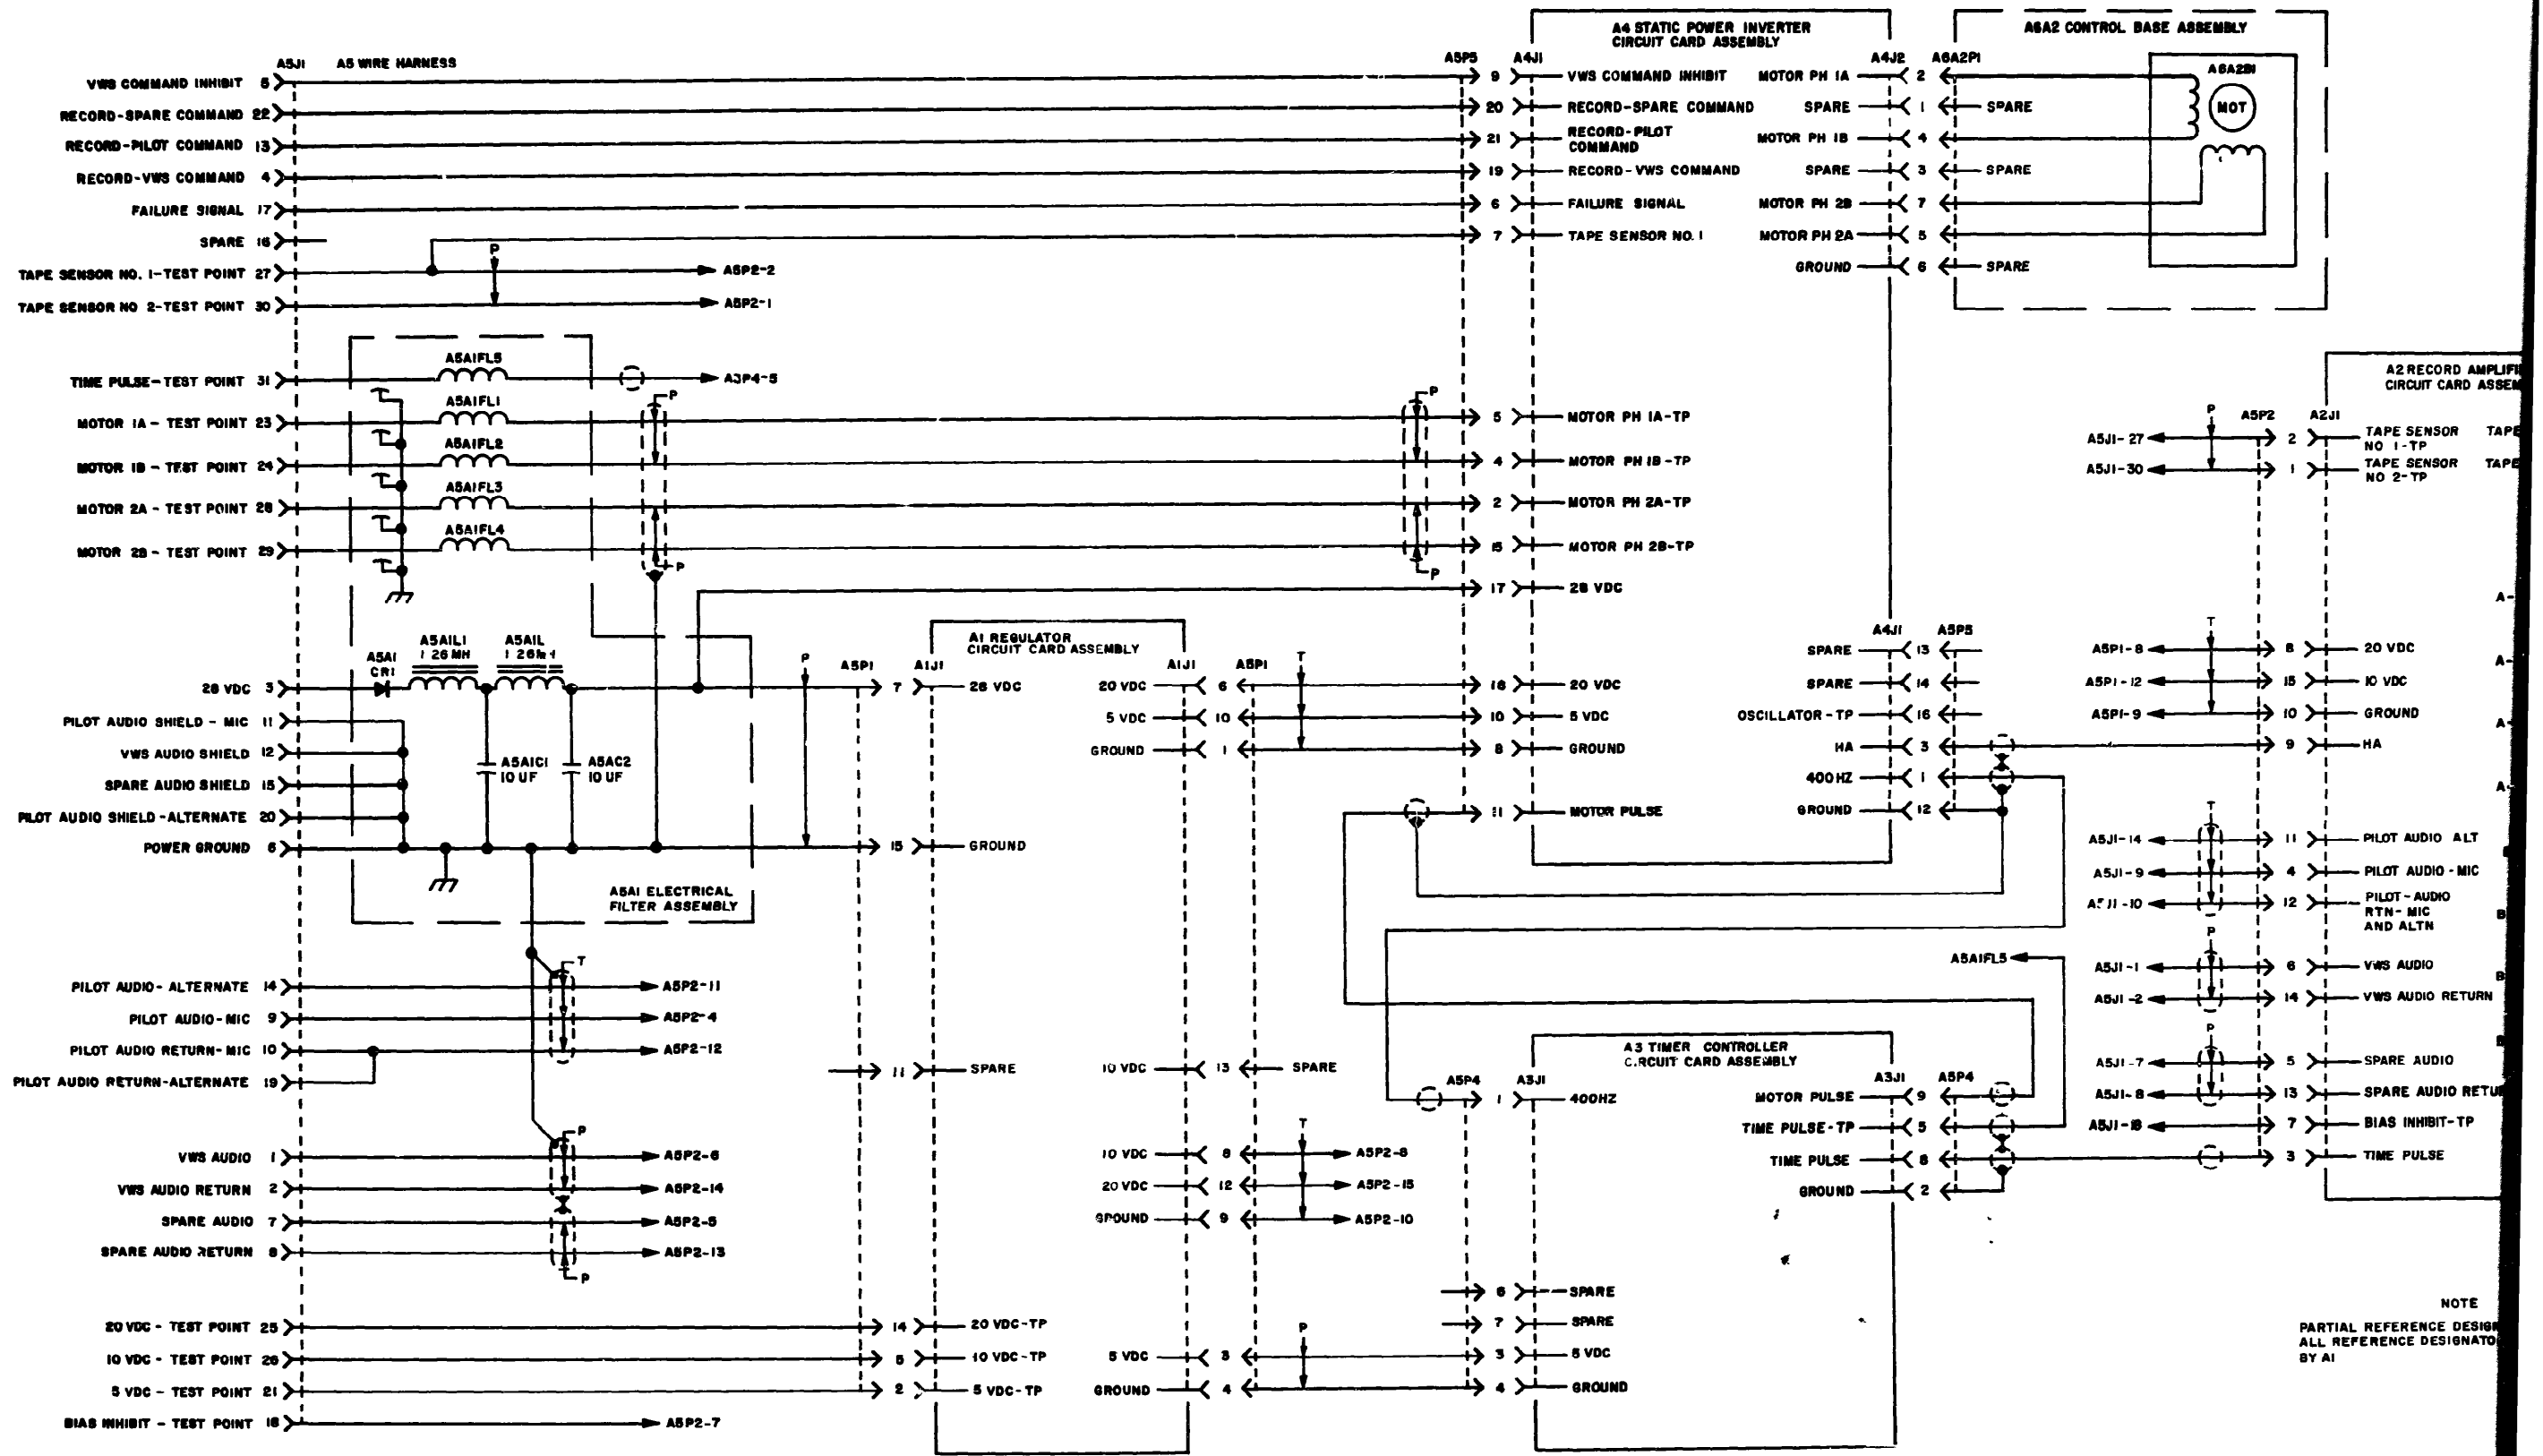 A5J1 A5 WIRE HARNESS
VWS COMMAND INHIBIT 5
RECORD-SPARE COMMAND 22
RECORD-PILOT COMMAND 13
RECORD-VWS COMMAND 4
FAILURE SIGNAL 17
SPARE 16
TAPE SENSOR NO. 1-TEST POINT 27
TAPE SENSOR NO 2-TEST POINT 30
P
A5P2-2
A5P2-1
TIME PULSE-TEST POINT 31
MOTOR 1A - TEST POINT 23
MOTOR 1B - TEST POINT 24
MOTOR 2A - TEST POINT 28
MOTOR 2B - TEST POINT 29
A5A1FL5
A5A1FL1
A5A1FL2
A5A1FL3
A5A1FL4
A3P4-5
P
P
P
P
28 VDC 3
PILOT AUDIO SHIELD - MIC 11
VWS AUDIO SHIELD 12
SPARE AUDIO SHIELD 15
PILOT AUDIO SHIELD-ALTERNATE 20
POWER GROUND 6
A5A1
CR1
A5A1L1
1 26 MH
A5A1L
1 26
A5A1C1
10 UF
A5AC2
10 UF
A5A1 ELECTRICAL
FILTER ASSEMBLY
P
PILOT AUDIO- ALTERNATE 14
PILOT AUDIO-MIC 9
PILOT AUDIO RETURN-MIC 10
PILOT AUDIO RETURN-ALTERNATE 19
T
A5P2-11
A5P2-4
A5P2-12
VWS AUDIO 1
VWS AUDIO RETURN 2
SPARE AUDIO 7
SPARE AUDIO RETURN 8
P
P
A5P2-6
A5P2-14
A5P2-5
A5P2-13
20 VDC - TEST POINT 25
10 VDC - TEST POINT 26
5 VDC - TEST POINT 21
BIAS INHIBIT - TEST POINT 18
A5P2-7
A5P1 A1J1
A1 REGULATOR
CIRCUIT CARD ASSEMBLY
A1J1 A5P1
7 28 VDC
15 GROUND
11 SPARE
14 20 VDC-TP
5 10 VDC-TP
2 5 VDC-TP
20 VDC 6
5 VDC 10
GROUND 1
T
10 VDC 13 SPARE
10 VDC 8 A5P2-8
20 VDC 12 A5P2-15
GROUND 9 A5P2-10
T
5 VDC 3
GROUND 4
P
A5P5 A4J1
A4 STATIC POWER INVERTER
CIRCUIT CARD ASSEMBLY
A4J2 A6A2P1
9 VWS COMMAND INHIBIT
20 RECORD-SPARE COMMAND
21 RECORD-PILOT
COMMAND
19 RECORD-VWS COMMAND
6 FAILURE SIGNAL
7 TAPE SENSOR NO. 1
5 MOTOR PH 1A-TP
4 MOTOR PH 1B-TP
2 MOTOR PH 2A-TP
15 MOTOR PH 2B-TP
17 28 VDC
18 20 VDC
10 5 VDC
8 GROUND
11 MOTOR PULSE
MOTOR PH 1A 2
SPARE 1 SPARE
MOTOR PH 1B 4
SPARE 3 SPARE
MOTOR PH 2B 7
MOTOR PH 2A 5
GROUND 6 SPARE
A6A2 CONTROL BASE ASSEMBLY
A6A2B1
MOT
A4J1 A5P5
SPARE 13
SPARE 14
OSCILLATOR-TP 16
HA 3
400HZ 1
GROUND 12
A5A1FL5
A5P4 A3J1
A3 TIMER CONTROLLER
CIRCUIT CARD ASSEMBLY
A3J1 A5P4
1 400HZ
6 SPARE
7 SPARE
3 5 VDC
4 GROUND
MOTOR PULSE 9
TIME PULSE-TP 5
TIME PULSE 8
GROUND 2
A2 RECORD AMPLIFI
CIRCUIT CARD ASSEM
P A5P2 A2J1
A5J1-27 2 TAPE SENSOR TAPE
NO 1-TP
A5J1-30 1 TAPE SENSOR TAPE
NO 2-TP
T
A5P1-8 8 20 VDC
A5P1-12 15 10 VDC
A5P1-9 10 GROUND
9 HA
T
A5J1-14 11 PILOT AUDIO ALT
A5J1-9 4 PILOT AUDIO-MIC
-10 12 PILOT-AUDIO
RTN-MIC
AND ALTN
P
A5J1-1 6 VWS AUDIO
A5J1-2 14 VWS AUDIO RETURN
P
A5J1-7 5 SPARE AUDIO
A5J1-8 13 SPARE AUDIO RETU
A5J1-18 7 BIAS INHIBIT-TP
3 TIME PULSE
A-
A-
A-
A-
B
B
NOTE
PARTIAL REFERENCE DESIG
ALL REFERENCE DESIGNATO
BY A1